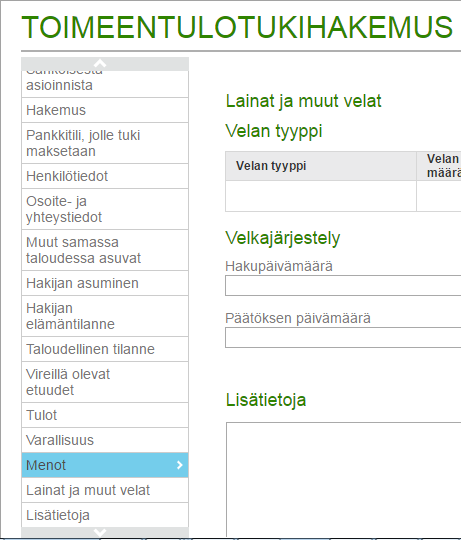 TOIMEENTULOTUKIHAKEMUS
Sähköisestä
asioinnista
Hakemus
Pankkitili, jolle tuki
maksetaan
Henkilötiedot
Osoite- ja
yhteystiedot
Muut samassa
taloudessa asuvat
Hakijan asuminen
Hakijan
elämäntilanne
Taloudellinen tilanne
Vireillä olevat
etuudet
Tulot
Varallisuus
Menot
Lainat ja muut velat
Lisätietoja
Lainat ja muut velat
Velan tyyppi
Velan tyyppi
Velan
määrä
Velkajärjestely
Hakupäivämäärä
Päätöksen päivämäärä
Lisätietoja